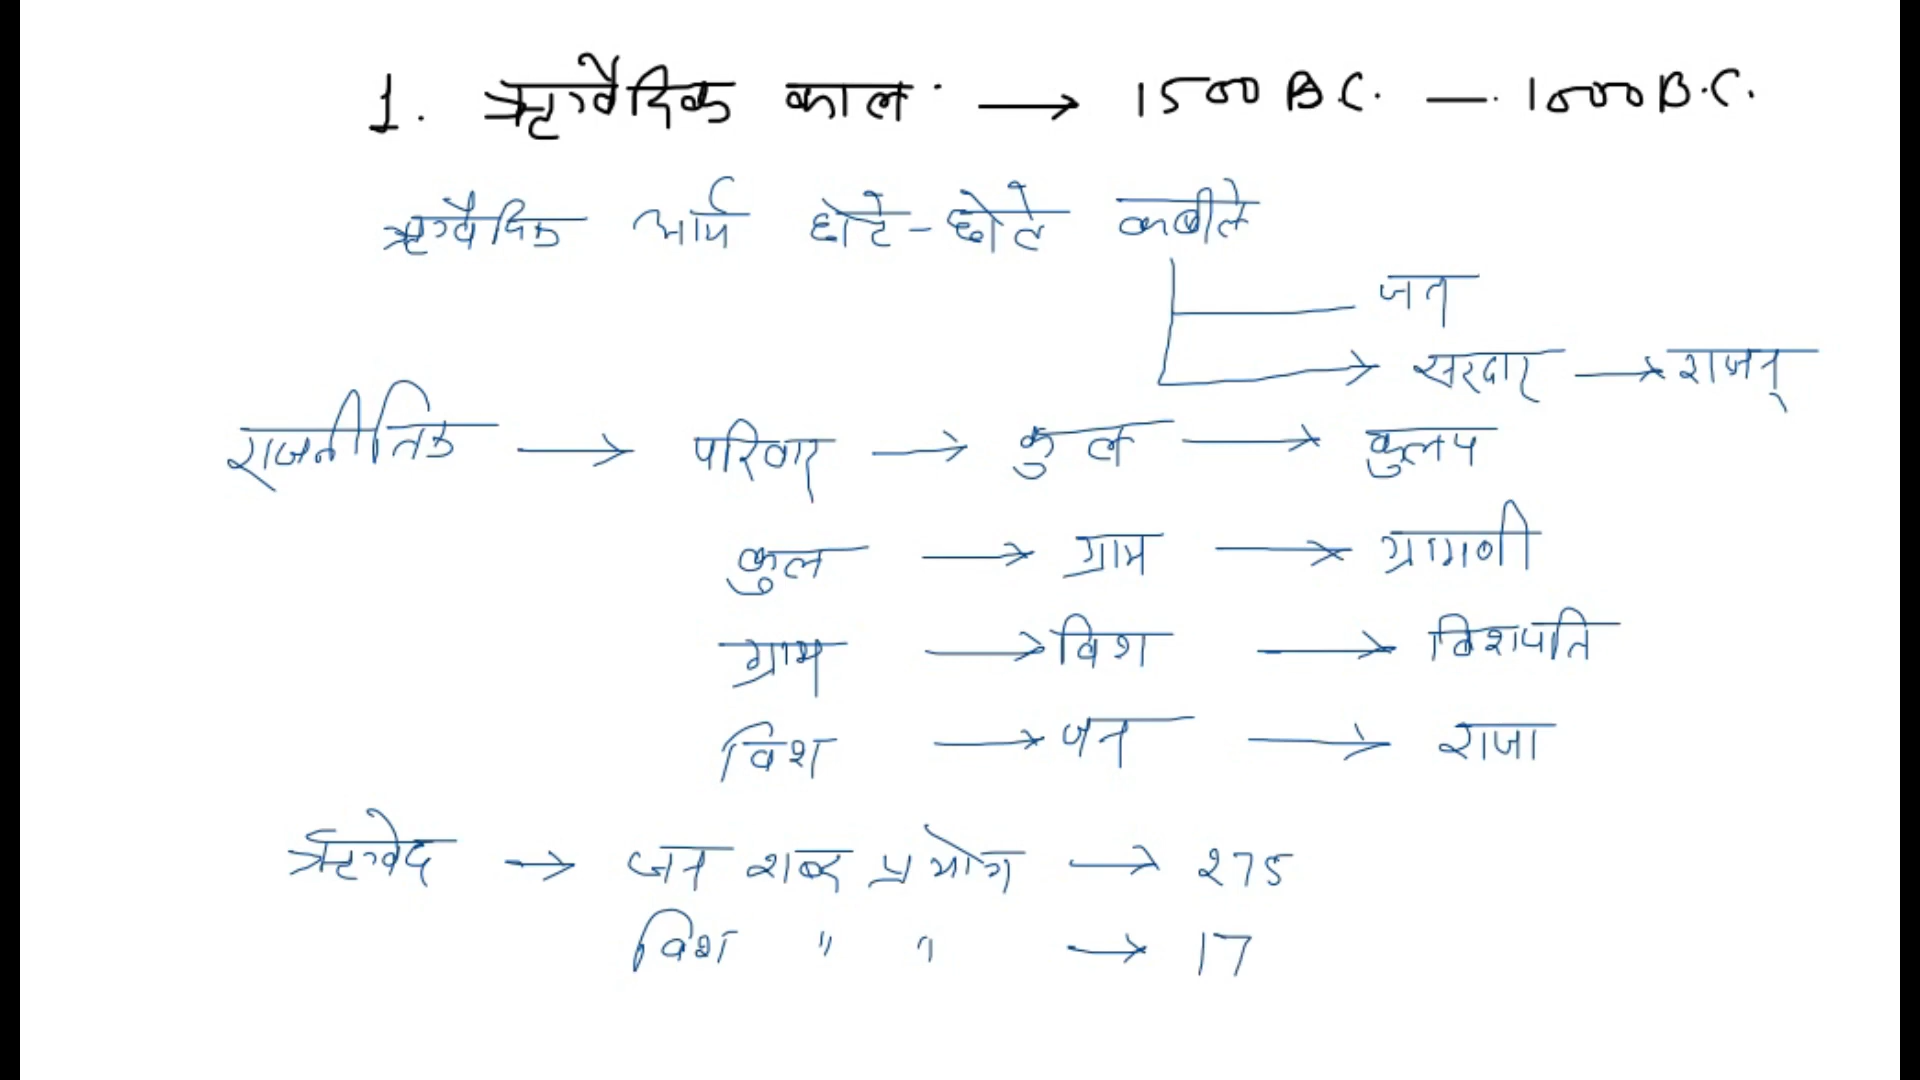 1. ऋग्वैदिक काल → 1500 B.C. — 1000 B.C.
ऋग्वैदिक आर्य छोटे-छोटे कबीले
जन
सरदार → राजन्
राजनीतिक → परिवार → कुल → कुलप
कुल → ग्राम → ग्रामणी
ग्राम → विश → विशपति
विश → जन → राजा
ऋग्वेद → जन शब्द प्रयोग → 275
विश " " → 17